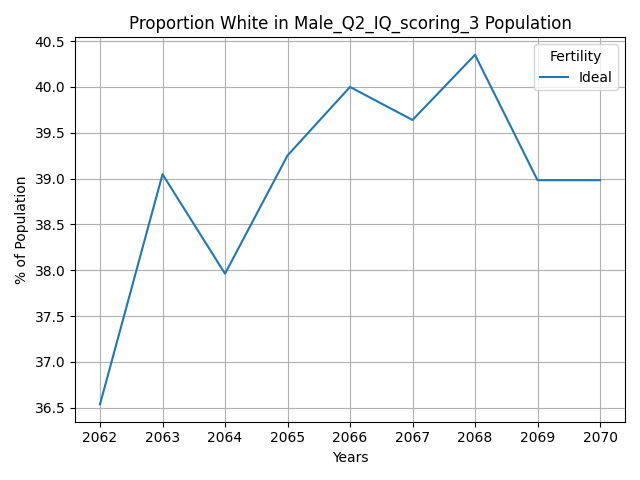 Proportion White in Male_Q2_IQ_scoring_3 Population
40.5
40.0
39.5
39.0
38.5
38.0
37.5
37.0
36.5
% of Population
Fertility
Ideal
2062 2063 2064 2065 2066 2067 2068 2069 2070
Years